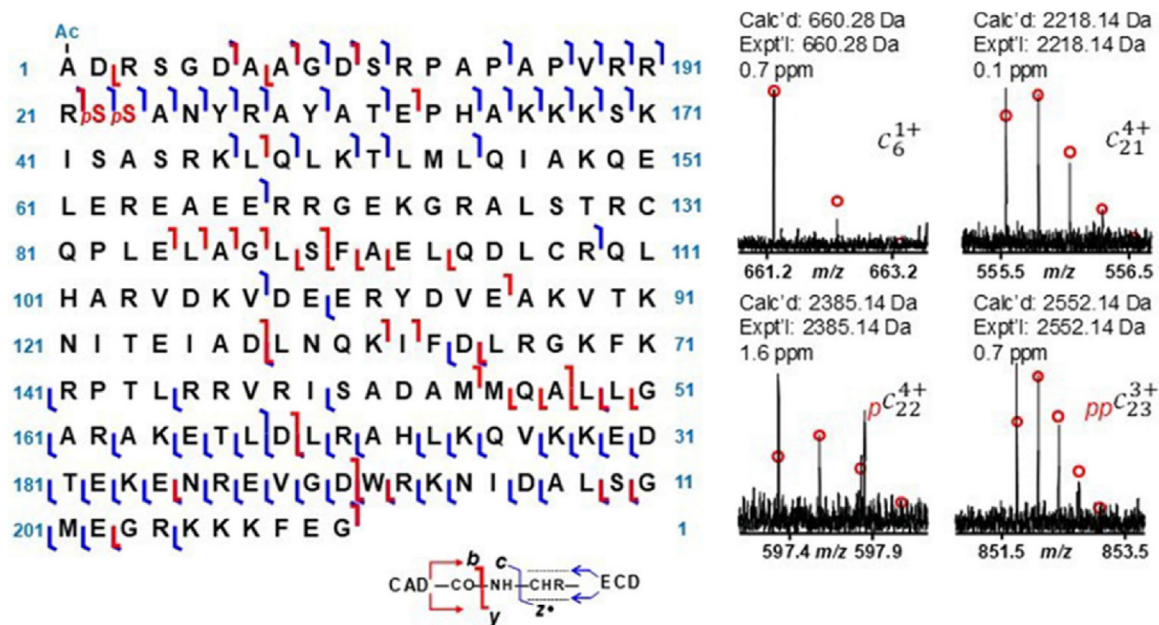 Ac
1 A D R S G D A A G D S R P A P A P V R R 191
21 R pS pS A N Y R A Y A T E P H A K K K S K 171
41 I S A S R K L Q L K T L M L Q I A K Q E 151
61 L E R E A E E R R G E K G R A L S T R C 131
81 Q P L E L A G L S F A E L Q D L C R Q L 111
101 H A R V D K V D E E R Y D V E A K V T K 91
121 N I T E I A D L N Q K I F D L R G K F K 71
141 R P T L R R V R I S A D A M M Q A L L G 51
161 A R A K E T L D L R A H L K Q V K K E D 31
181 T E K E N R E V G D W R K N I D A L S G 11
201 M E G R K K K F E G 1
b c
CAD CO NH CHR ECD
y z•
Calc'd: 660.28 Da
Expt'l: 660.28 Da
0.7 ppm
c6 1+
661.2 m/z 663.2
Calc'd: 2218.14 Da
Expt'l: 2218.14 Da
0.1 ppm
c21 4+
555.5 m/z 556.5
Calc'd: 2385.14 Da
Expt'l: 2385.14 Da
1.6 ppm
pc22 4+
597.4 m/z 597.9
Calc'd: 2552.14 Da
Expt'l: 2552.14 Da
0.7 ppm
ppc23 3+
851.5 m/z 853.5